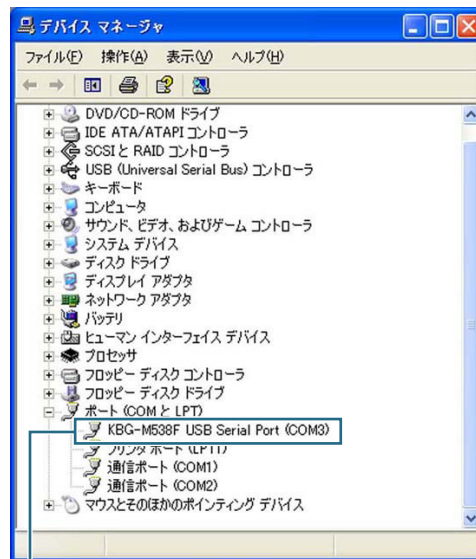 デバイス マネージャ
ファイル(F) 操作(A) 表示(V) ヘルプ(H)
DVD/CD-ROM ドライブ
IDE ATA/ATAPI コントローラ
SCSI と RAID コントローラ
USB (Universal Serial Bus) コントローラ
キーボード
コンピュータ
サウンド、ビデオ、およびゲーム コントローラ
システム デバイス
ディスク ドライブ
ディスプレイ アダプタ
ネットワーク アダプタ
バッテリ
ヒューマン インターフェイス デバイス
プロセッサ
フロッピー ディスク コントローラ
フロッピー ディスク ドライブ
ポート (COM と LPT)
KBG-M538F USB Serial Port (COM3)
プリンタ ポート (LPT1)
通信ポート (COM1)
通信ポート (COM2)
マウスとそのほかのポインティング デバイス